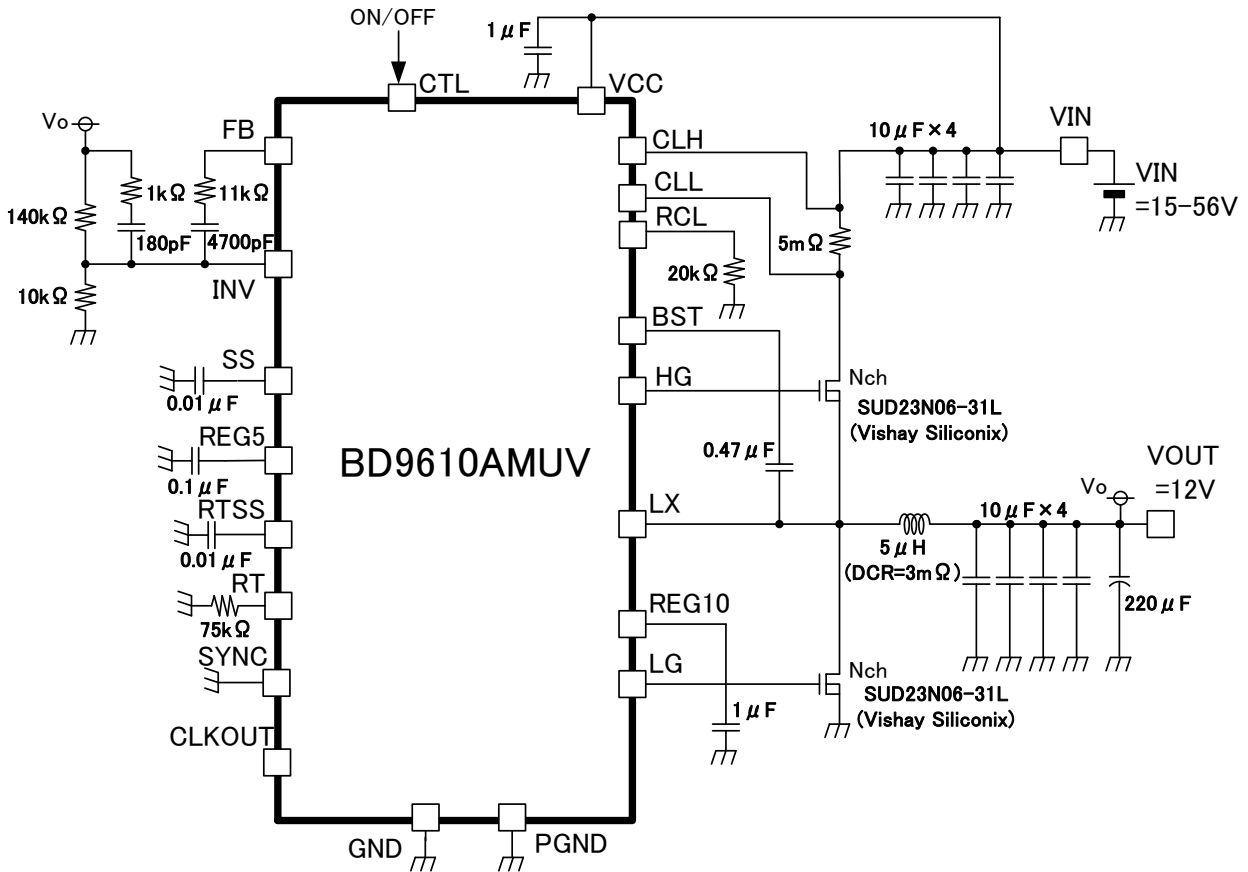 ON/OFF
1μF
CTL
VCC
Vo
FB
CLH
10μF×4
VIN
1kΩ
11kΩ
CLL
VIN
=15-56V
140kΩ
RCL
180pF
4700pF
5mΩ
INV
20kΩ
10kΩ
BST
SS
HG
Nch
0.01μF
SUD23N06-31L
(Vishay Siliconix)
REG5
BD9610AMUV
0.47μF
VOUT
=12V
0.1μF
Vo
RTSS
LX
10μF×4
0.01μF
5μH
(DCR=3mΩ)
RT
REG10
220μF
75kΩ
SYNC
LG
Nch
SUD23N06-31L
(Vishay Siliconix)
1μF
CLKOUT
GND
PGND